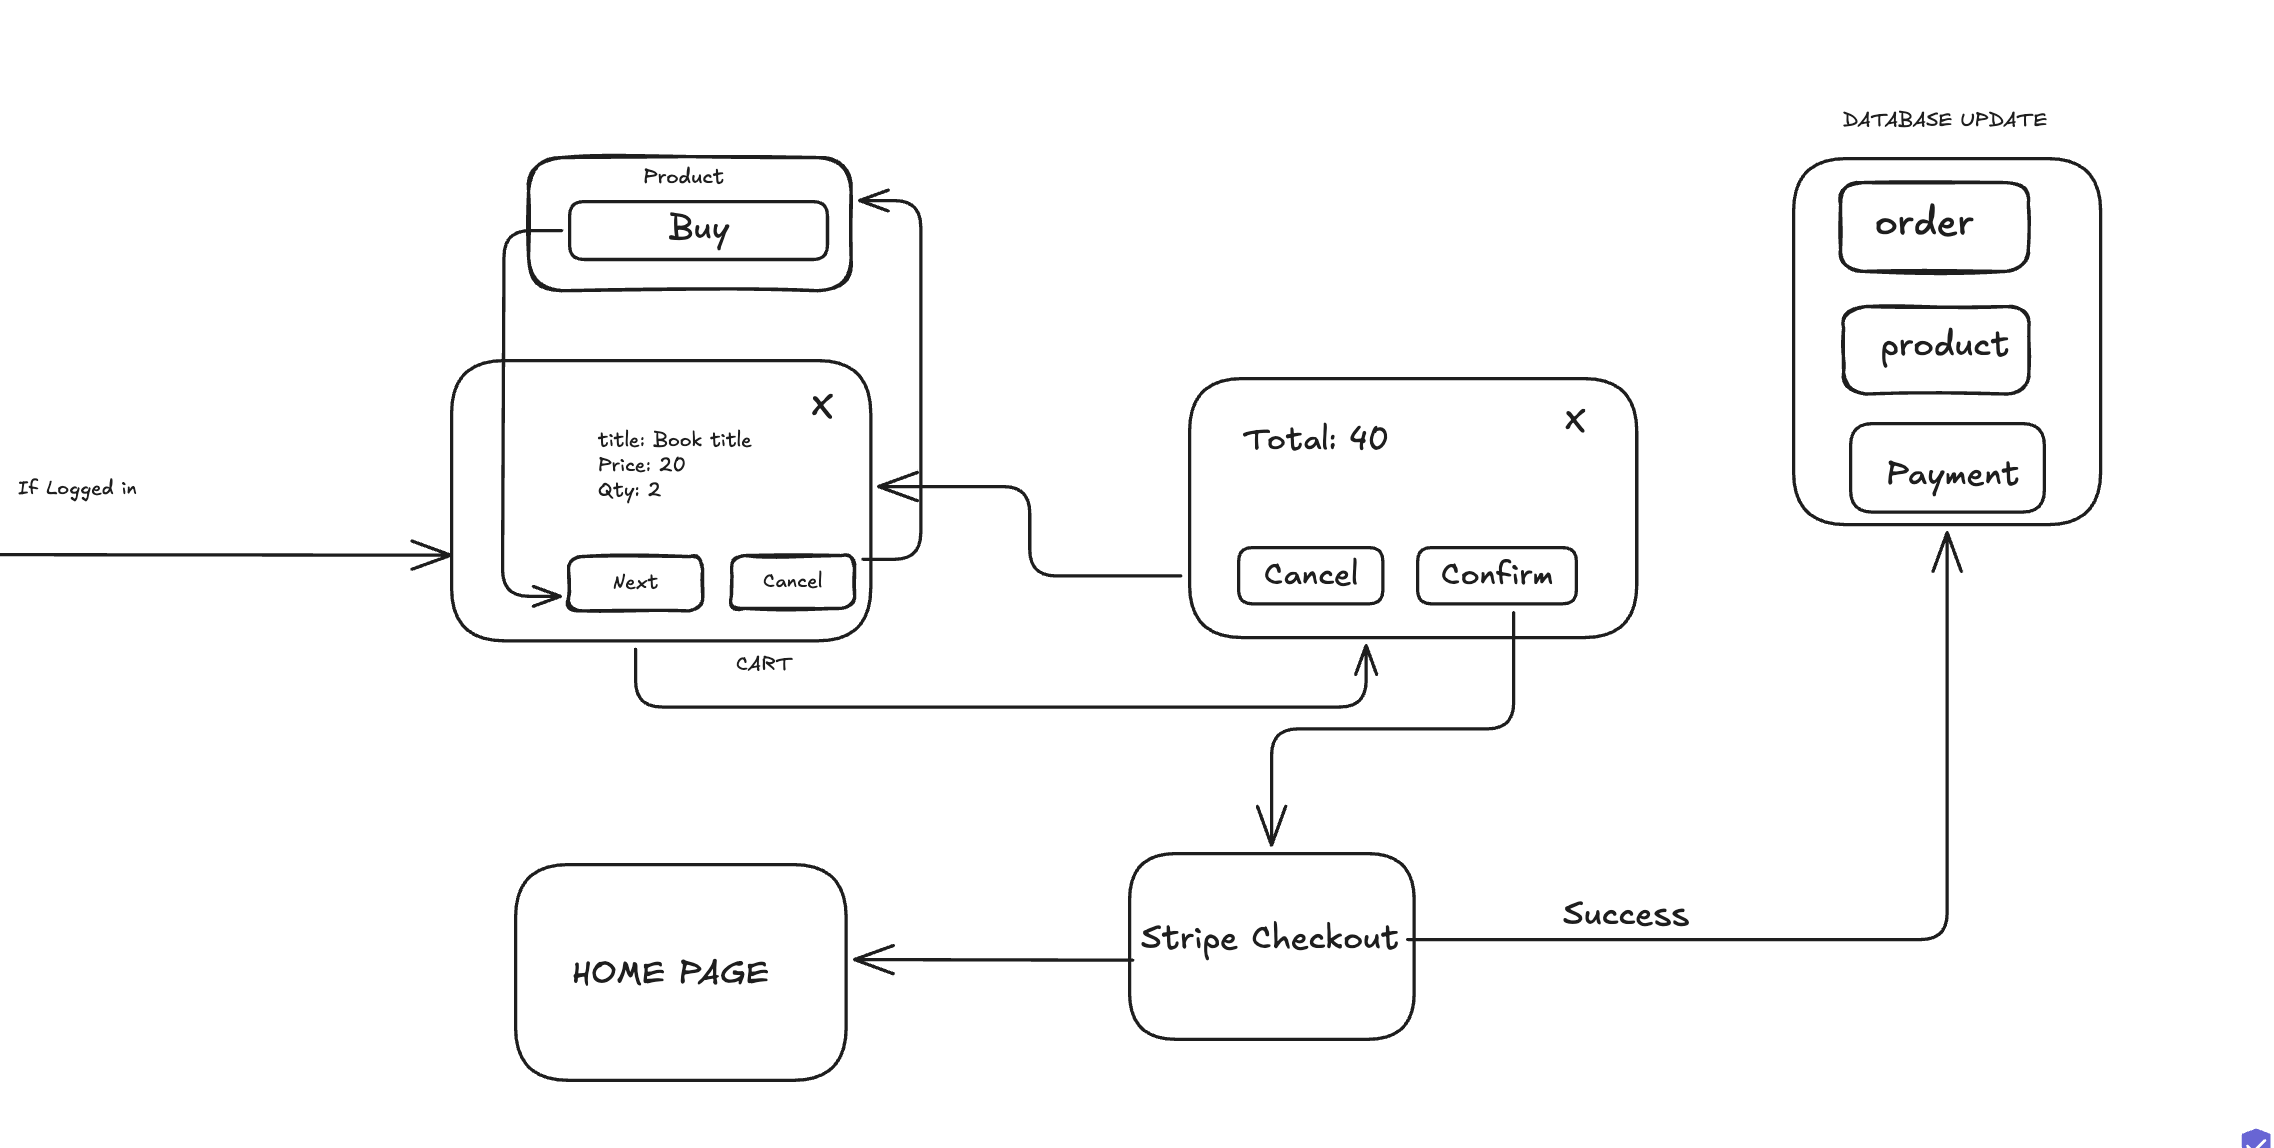 DATABASE UPDATE
Product
Buy
order
product
Payment
X
title: Book title
Price: 20
Qty: 2
Next
Cancel
CART
If Logged in
X
Total: 40
Cancel
Confirm
Stripe Checkout
Success
HOME PAGE